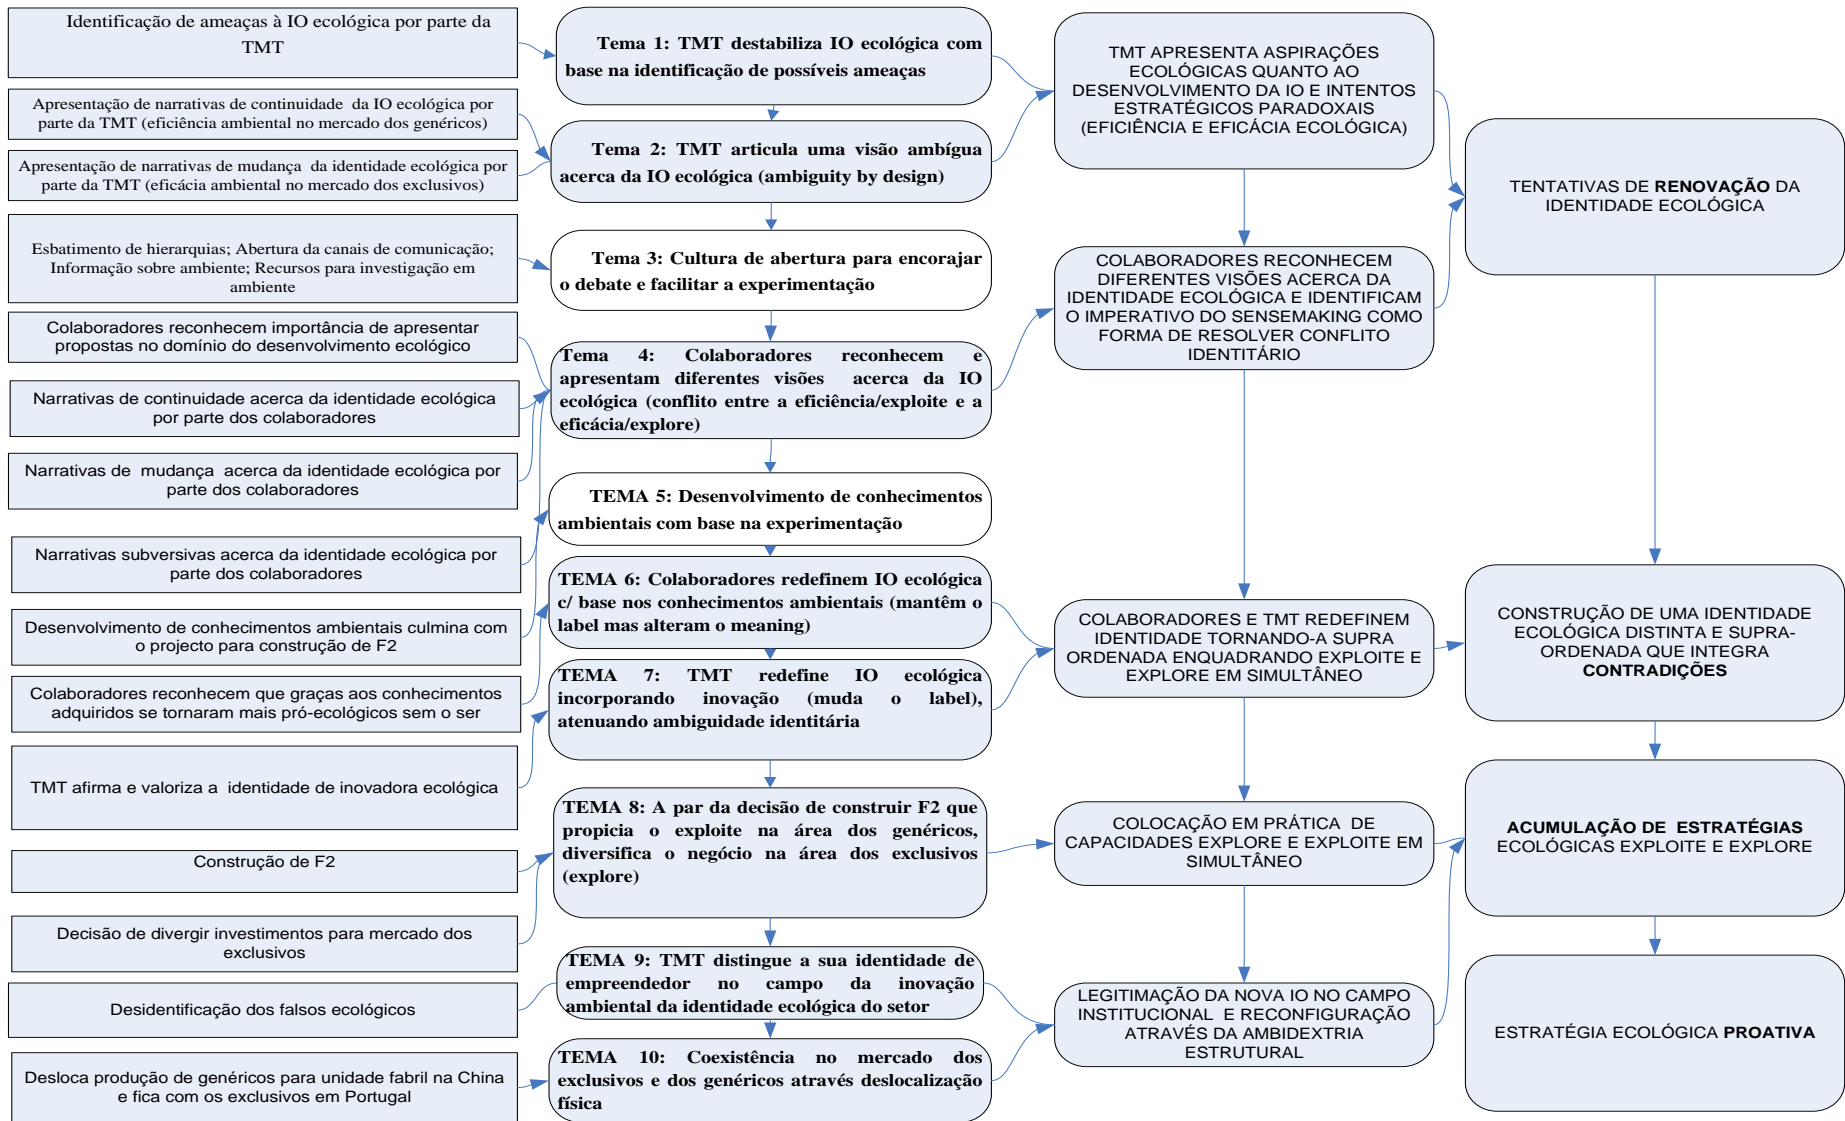 Identificação de ameaças à IO ecológica por parte da
TMT
Apresentação de narrativas de continuidade da IO ecológica por
parte da TMT (eficiência ambiental no mercado dos genéricos)
Apresentação de narrativas de mudança da identidade ecológica por
parte da TMT (eficácia ambiental no mercado dos exclusivos)
Esbatimento de hierarquias; Abertura da canais de comunicação;
Informação sobre ambiente; Recursos para investigação em
ambiente
Colaboradores reconhecem importância de apresentar
propostas no domínio do desenvolvimento ecológico
Narrativas de continuidade acerca da identidade ecológica
por parte dos colaboradores
Narrativas de mudança acerca da identidade ecológica por
parte dos colaboradores
Narrativas subversivas acerca da identidade ecológica por
parte dos colaboradores
Desenvolvimento de conhecimentos ambientais culmina com
o projecto para construção de F2
Colaboradores reconhecem que graças aos conhecimentos
adquiridos se tornaram mais pró-ecológicos sem o ser
TMT afirma e valoriza a identidade de inovadora ecológica
Construção de F2
Decisão de divergir investimentos para mercado dos
exclusivos
Desidentificação dos falsos ecológicos
Desloca produção de genéricos para unidade fabril na China
e fica com os exclusivos em Portugal
Tema 1: TMT destabiliza IO ecológica com
base na identificação de possíveis ameaças
Tema 2: TMT articula uma visão ambígua
acerca da IO ecológica (ambiguity by design)
Tema 3: Cultura de abertura para encorajar
o debate e facilitar a experimentação
Tema 4: Colaboradores reconhecem e
apresentam diferentes visões acerca da IO
ecológica (conflito entre a eficiência/exploite e a
eficácia/explore)
TEMA 5: Desenvolvimento de conhecimentos
ambientais com base na experimentação
TEMA 6: Colaboradores redefinem IO ecológica
c/ base nos conhecimentos ambientais (mantêm o
label mas alteram o meaning)
TEMA 7: TMT redefine IO ecológica
incorporando inovação (muda o label),
atenuando ambiguidade identitária
TEMA 8: A par da decisão de construir F2 que
propicia o exploite na área dos genéricos,
diversifica o negócio na área dos exclusivos
(explore)
TEMA 9: TMT distingue a sua identidade de
empreendedor no campo da inovação
ambiental da identidade ecológica do setor
TEMA 10: Coexistência no mercado dos
exclusivos e dos genéricos através deslocalização
física
TMT APRESENTA ASPIRAÇÕES
ECOLÓGICAS QUANTO AO
DESENVOLVIMENTO DA IO E INTENTOS
ESTRATÉGICOS PARADOXAIS
(EFICIÊNCIA E EFICÁCIA ECOLÓGICA)
COLABORADORES RECONHECEM
DIFERENTES VISÕES ACERCA DA
IDENTIDADE ECOLÓGICA E IDENTIFICAM
O IMPERATIVO DO SENSEMAKING COMO
FORMA DE RESOLVER CONFLITO
IDENTITÁRIO
COLABORADORES E TMT REDEFINEM
IDENTIDADE TORNANDO-A SUPRA
ORDENADA ENQUADRANDO EXPLOITE E
EXPLORE EM SIMULTÂNEO
COLOCAÇÃO EM PRÁTICA DE
CAPACIDADES EXPLORE E EXPLOITE EM
SIMULTÂNEO
LEGITIMAÇÃO DA NOVA IO NO CAMPO
INSTITUCIONAL E RECONFIGURAÇÃO
ATRAVÉS DA AMBIDEXTRIA
ESTRUTURAL
TENTATIVAS DE RENOVAÇÃO DA
IDENTIDADE ECOLÓGICA
CONSTRUÇÃO DE UMA IDENTIDADE
ECOLÓGICA DISTINTA E SUPRA-
ORDENADA QUE INTEGRA
CONTRADIÇÕES
ACUMULAÇÃO DE ESTRATÉGIAS
ECOLÓGICAS EXPLOITE E EXPLORE
ESTRATÉGIA ECOLÓGICA PROATIVA